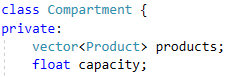 class Compartment {
private:
    vector<Product> products;
    float capacity;